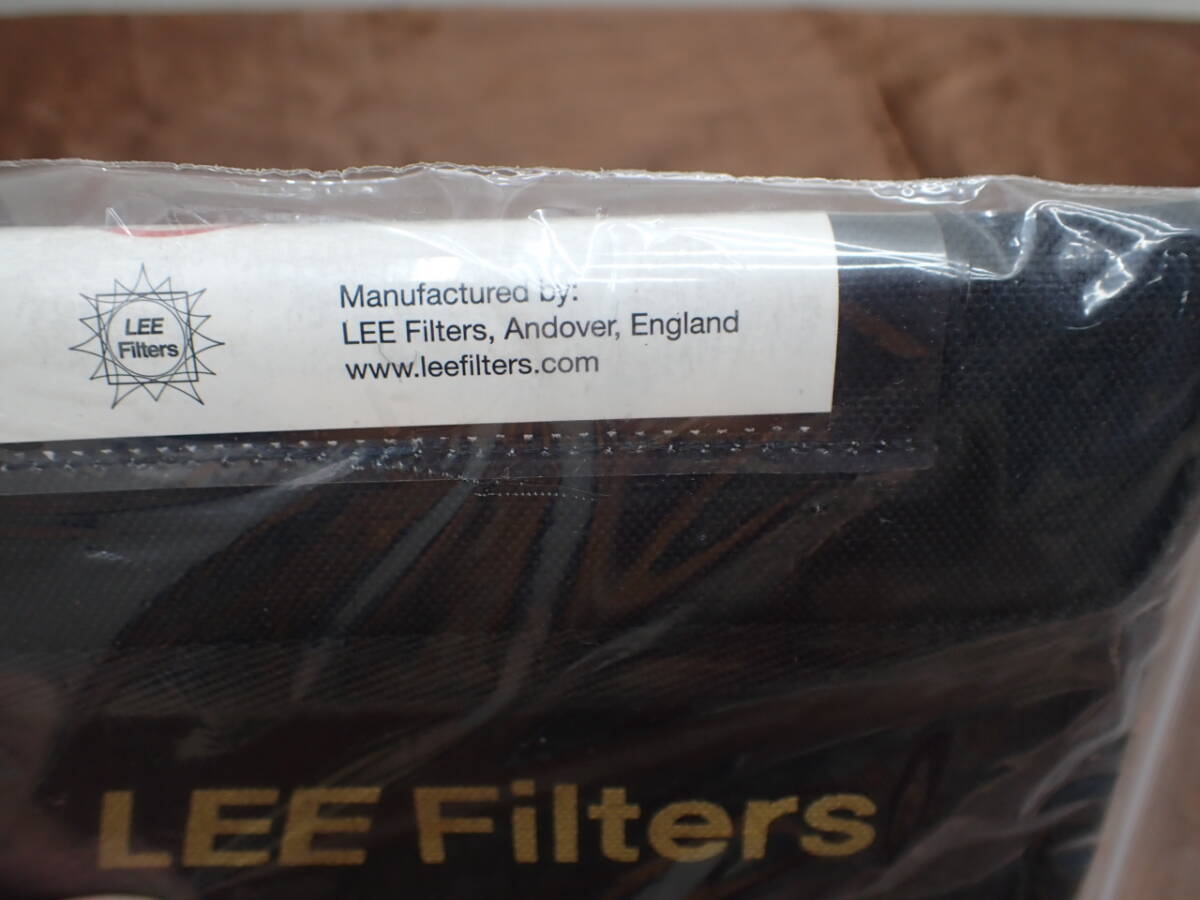 LEE
Filters
Manufactured by:
LEE Filters, Andover, England
www.leefilters.com
LEE Filters